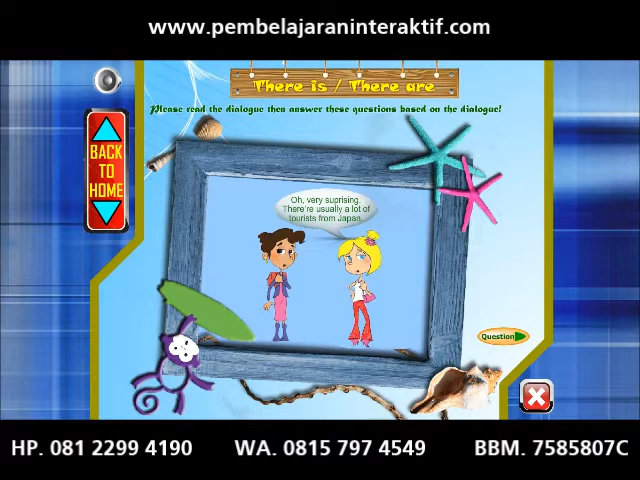 www.pembelajaraninteraktif.com
There is / There are
Please read the dialogue then answer these questions based on the dialogue!
BACK
TO
HOME
Oh, very suprising.
There're usually a lot of
tourists from Japan.
Question
HP. 081 2299 4190 WA. 0815 797 4549 BBM. 7585807C